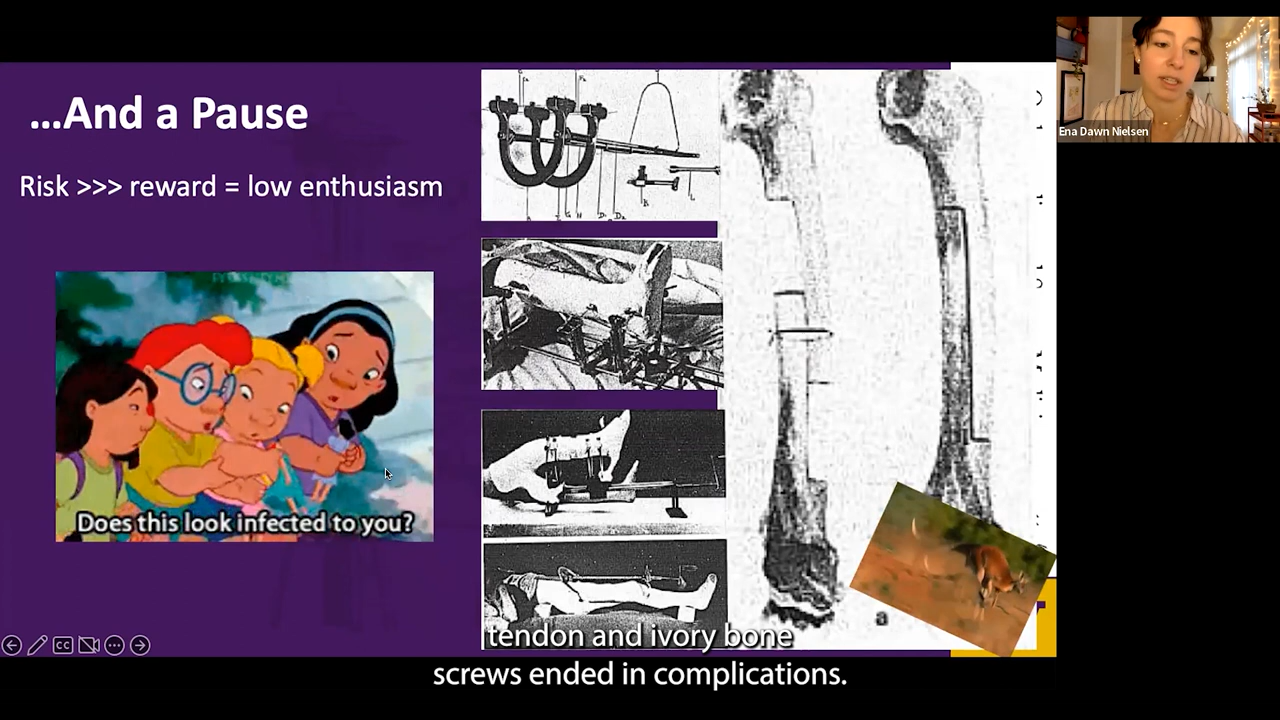 ...And a Pause
Risk >>> reward = low enthusiasm
Does this look infected to you?
Ena Dawn Nielsen
a
CC
tendon and ivory bone
screws ended in complications.